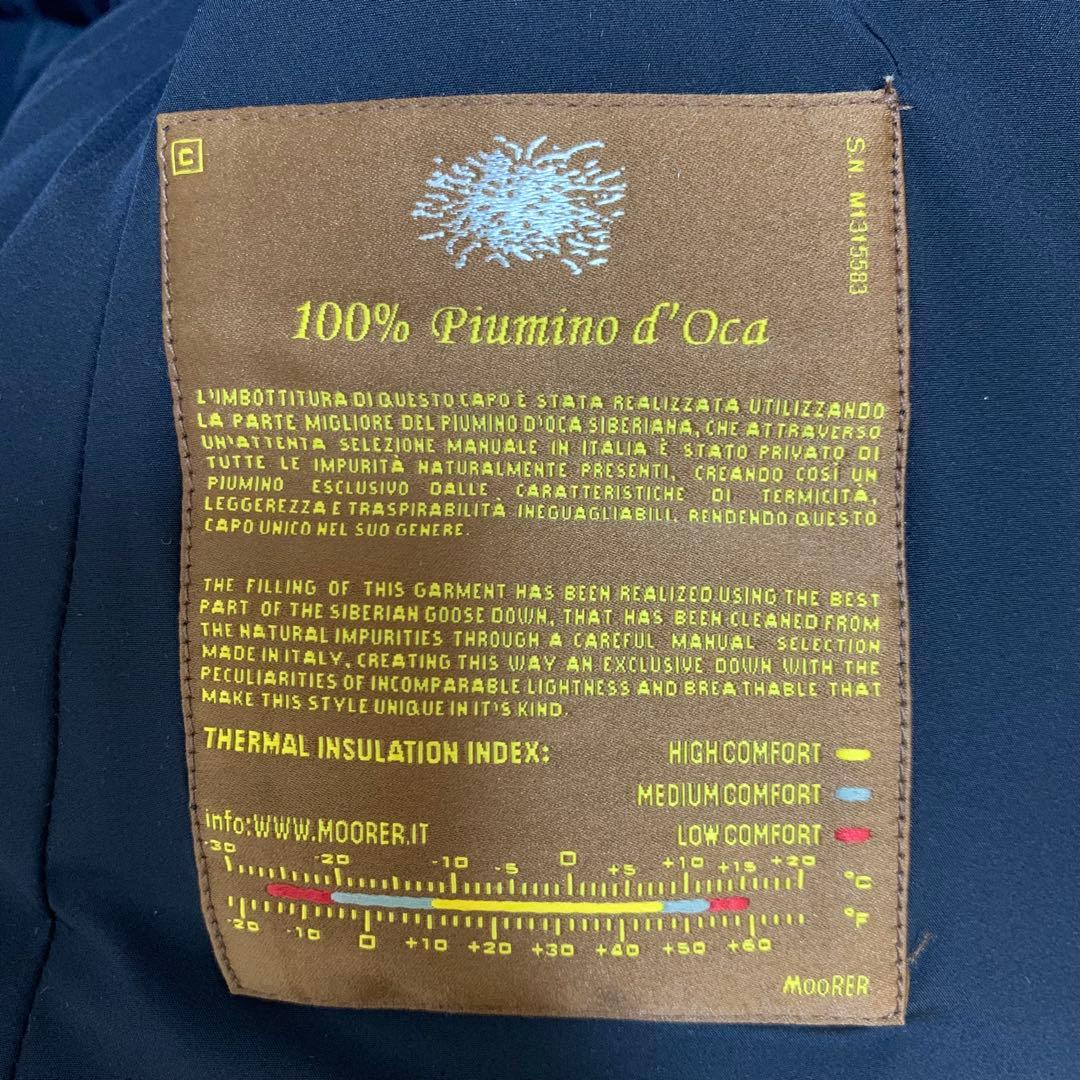 C
S.N. M1315583
100% Piumino d'Oca
L'IMBOTTITURA DI QUESTO CAPO È STATA REALIZZATA UTILIZZANDO
LA PARTE MIGLIORE DEL PIUMINO D'OCA SIBERIANA, CHE ATTRAVERSO
UN'ATTENTA SELEZIONE MANUALE IN ITALIA È STATO PRIVATO DI
TUTTE LE IMPURITÀ NATURALMENTE PRESENTI, CREANDO COSÌ UN
PIUMINO ESCLUSIVO DALLE CARATTERISTICHE DI TERMICITÀ,
LEGGEREZZA E TRASPIRABILITÀ INEGUAGLIABILI, RENDENDO QUESTO
CAPO UNICO NEL SUO GENERE.
THE FILLING OF THIS GARMENT HAS BEEN REALIZED USING THE BEST
PART OF THE SIBERIAN GOOSE DOWN, THAT HAS BEEN CLEANED FROM
THE NATURAL IMPURITIES THROUGH A CAREFUL MANUAL SELECTION
MADE IN ITALY, CREATING THIS WAY AN EXCLUSIVE DOWN WITH THE
PECULIARITIES OF INCOMPARABLE LIGHTNESS AND BREATHABLE THAT
MAKE THIS STYLE UNIQUE IN IT'S KIND.
THERMAL INSULATION INDEX: HIGH COMFORT
MEDIUM COMFORT
info:WWW.MOORER.IT LOW COMFORT
-30 -20 -10 -5 0 +5 +10 +15 +20
°C
°F
-20 -10 0 +10 +20 +30 +40 +50 +60
MOORER